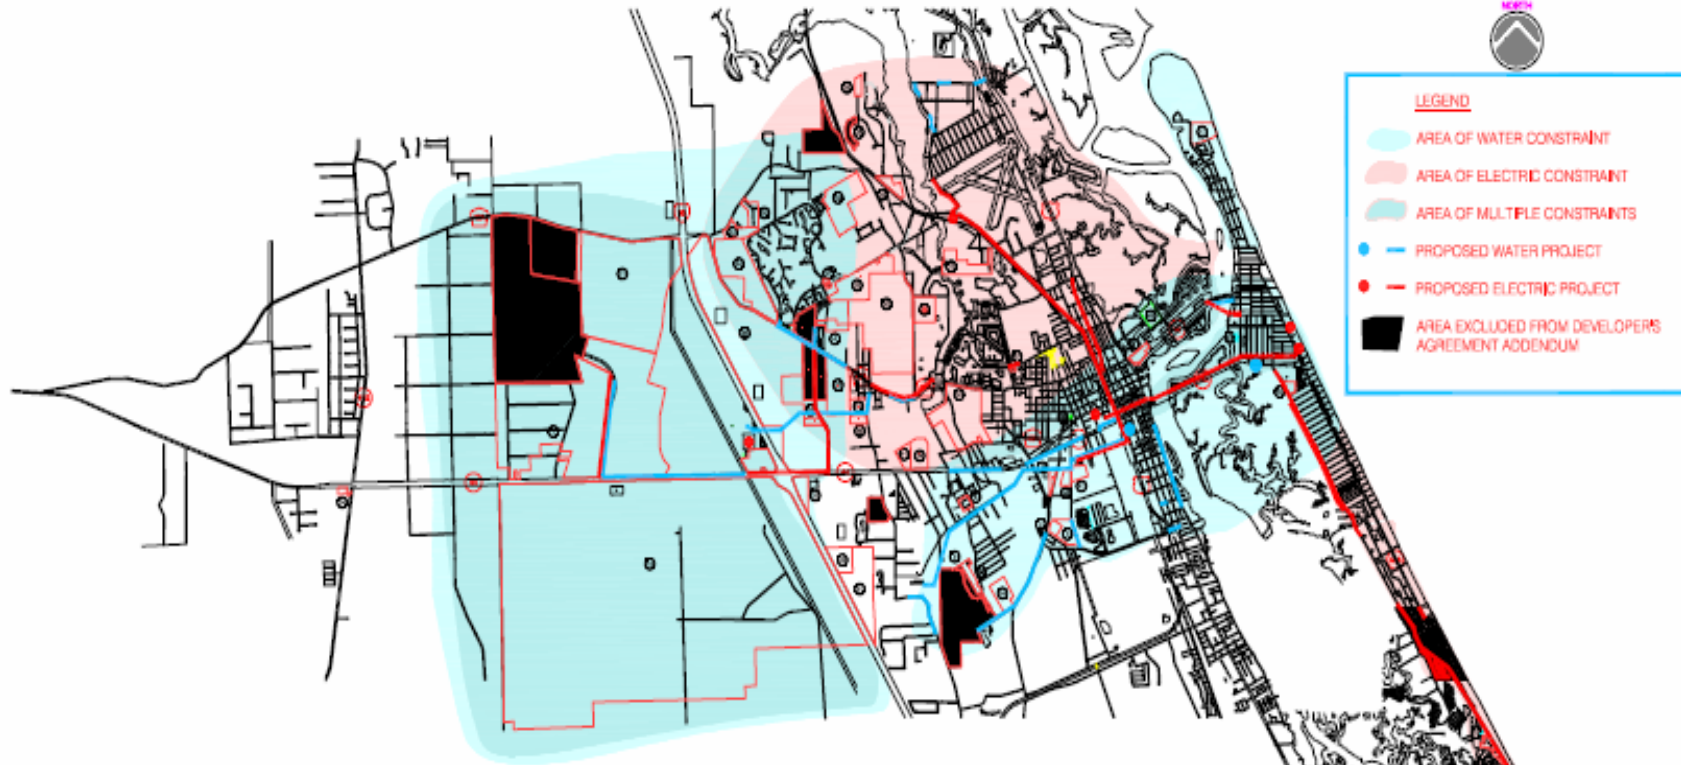 NORTH
LEGEND
AREA OF WATER CONSTRAINT
AREA OF ELECTRIC CONSTRAINT
AREA OF MULTIPLE CONSTRAINTS
PROPOSED WATER PROJECT
PROPOSED ELECTRIC PROJECT
AREA EXCLUDED FROM DEVELOPER'S
AGREEMENT ADDENDUM